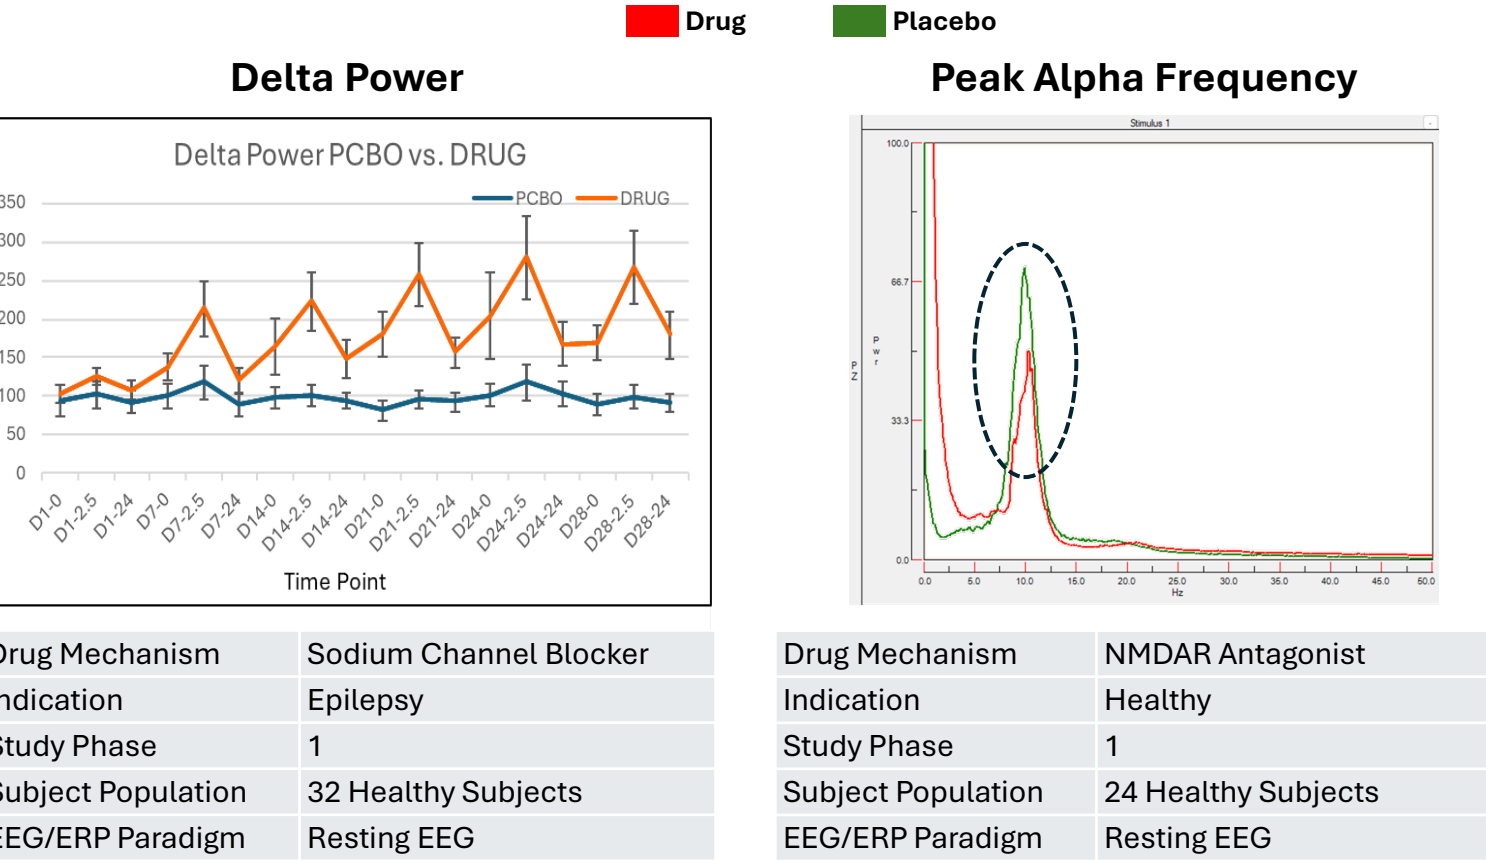 Drug
Placebo
Delta Power
Peak Alpha Frequency
Delta Power PCBO vs. DRUG
PCBO
DRUG
350
300
250
200
150
100
50
0
D1-0
D1-2.5
D1-24
D7-0
D7-2.5
D7-24
D14-0
D14-2.5
D14-24
D21-0
D21-2.5
D21-24
D24-0
D24-2.5
D24-24
D28-0
D28-2.5
D28-24
Time Point
Stimulus 1
100.0
66.7
33.3
0.0
PZ
Pwr
0.0
5.0
10.0
15.0
20.0
25.0
30.0
35.0
40.0
45.0
50.0
Hz
Drug Mechanism
Sodium Channel Blocker
ndication
Epilepsy
Study Phase
1
Subject Population
32 Healthy Subjects
EEG/ERP Paradigm
Resting EEG
Drug Mechanism
NMDAR Antagonist
Indication
Healthy
Study Phase
1
Subject Population
24 Healthy Subjects
EEG/ERP Paradigm
Resting EEG